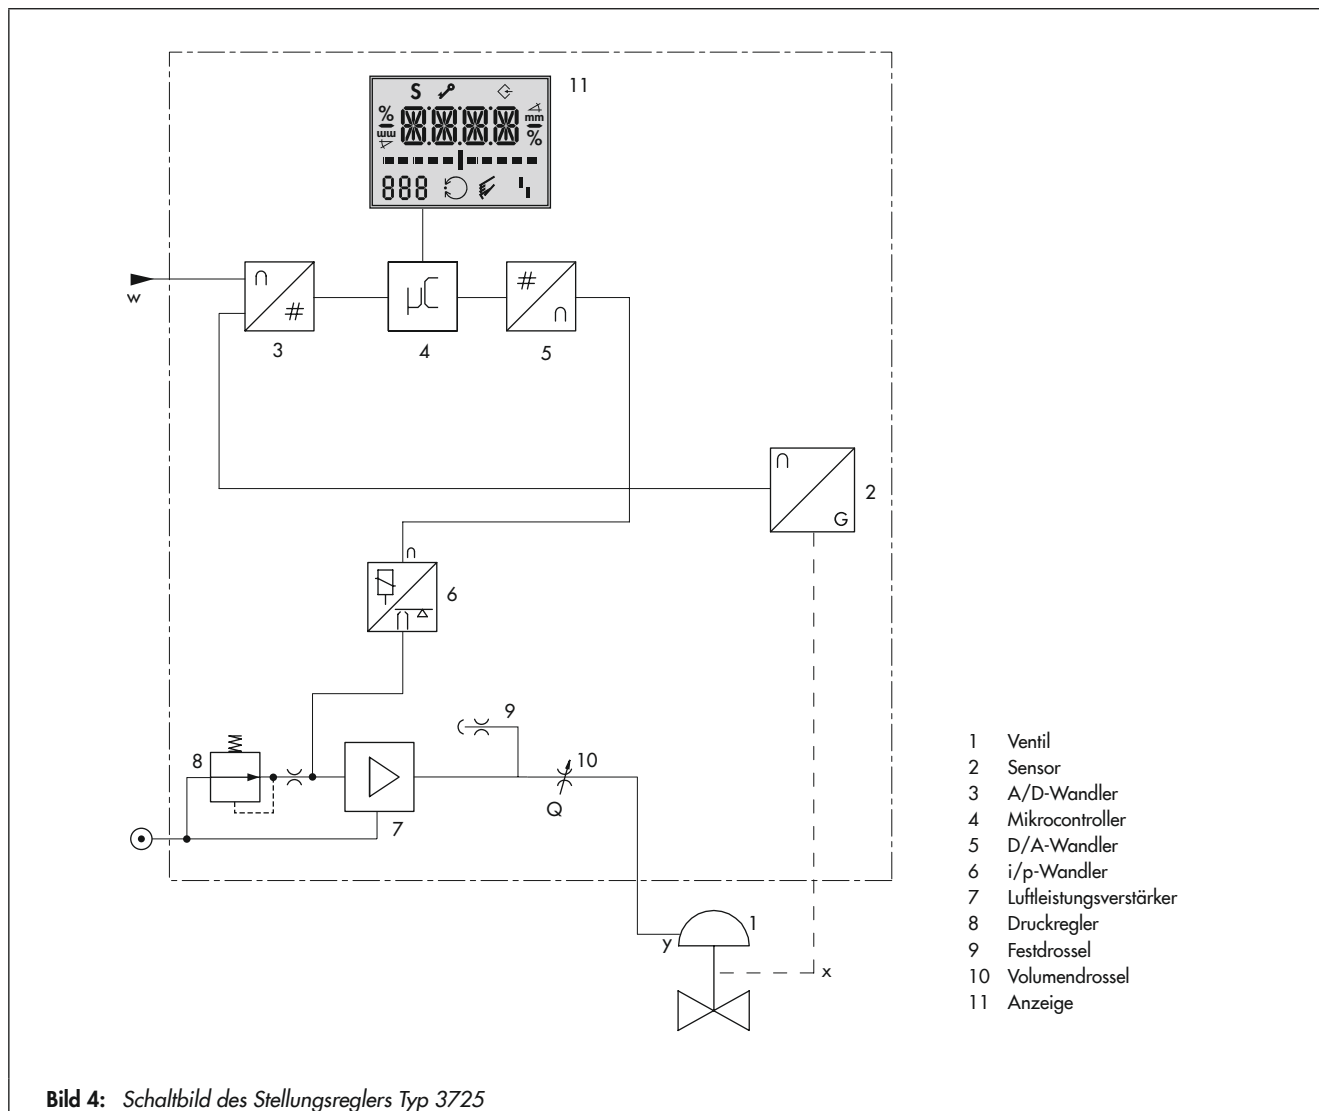 11
S
% mm
mm %
888
w
∩ #
3
µC
4
# ∩
5
∩ G
2
∩
6
9
8
10
Q
7
1
y
x
1 Ventil
2 Sensor
3 A/D-Wandler
4 Mikrocontroller
5 D/A-Wandler
6 i/p-Wandler
7 Luftleistungsverstärker
8 Druckregler
9 Festdrossel
10 Volumendrossel
11 Anzeige
Bild 4: Schaltbild des Stellungsreglers Typ 3725